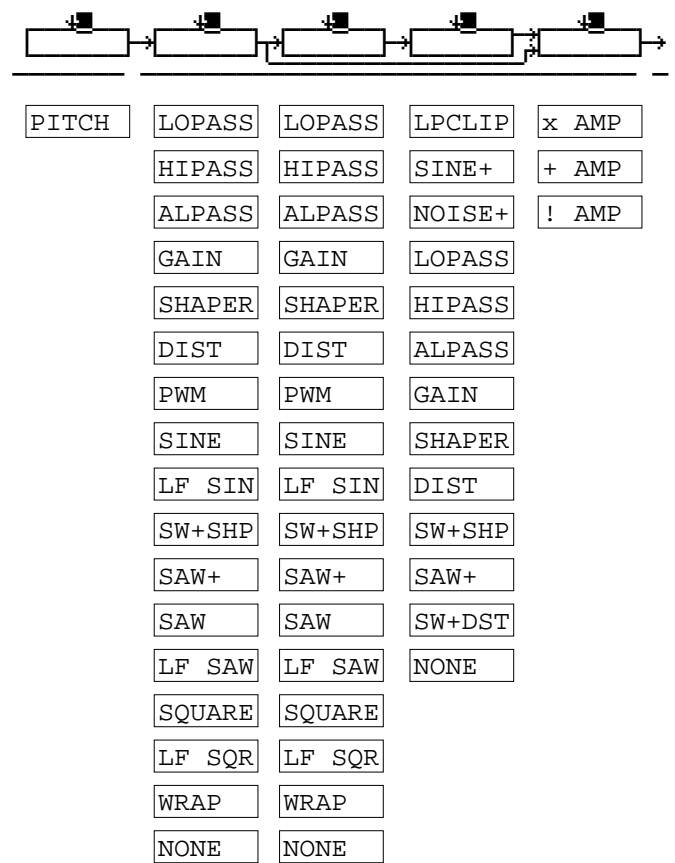 PITCH LOPASS LOPASS LPCLIP x AMP
HIPASS HIPASS SINE+ + AMP
ALPASS ALPASS NOISE+ ! AMP
GAIN GAIN LOPASS
SHAPER SHAPER HIPASS
DIST DIST ALPASS
PWM PWM GAIN
SINE SINE SHAPER
LF SIN LF SIN DIST
SW+SHP SW+SHP SW+SHP
SAW+ SAW+ SAW+
SAW SAW SW+DST
LF SAW LF SAW NONE
SQUARE SQUARE
LF SQR LF SQR
WRAP WRAP
NONE NONE